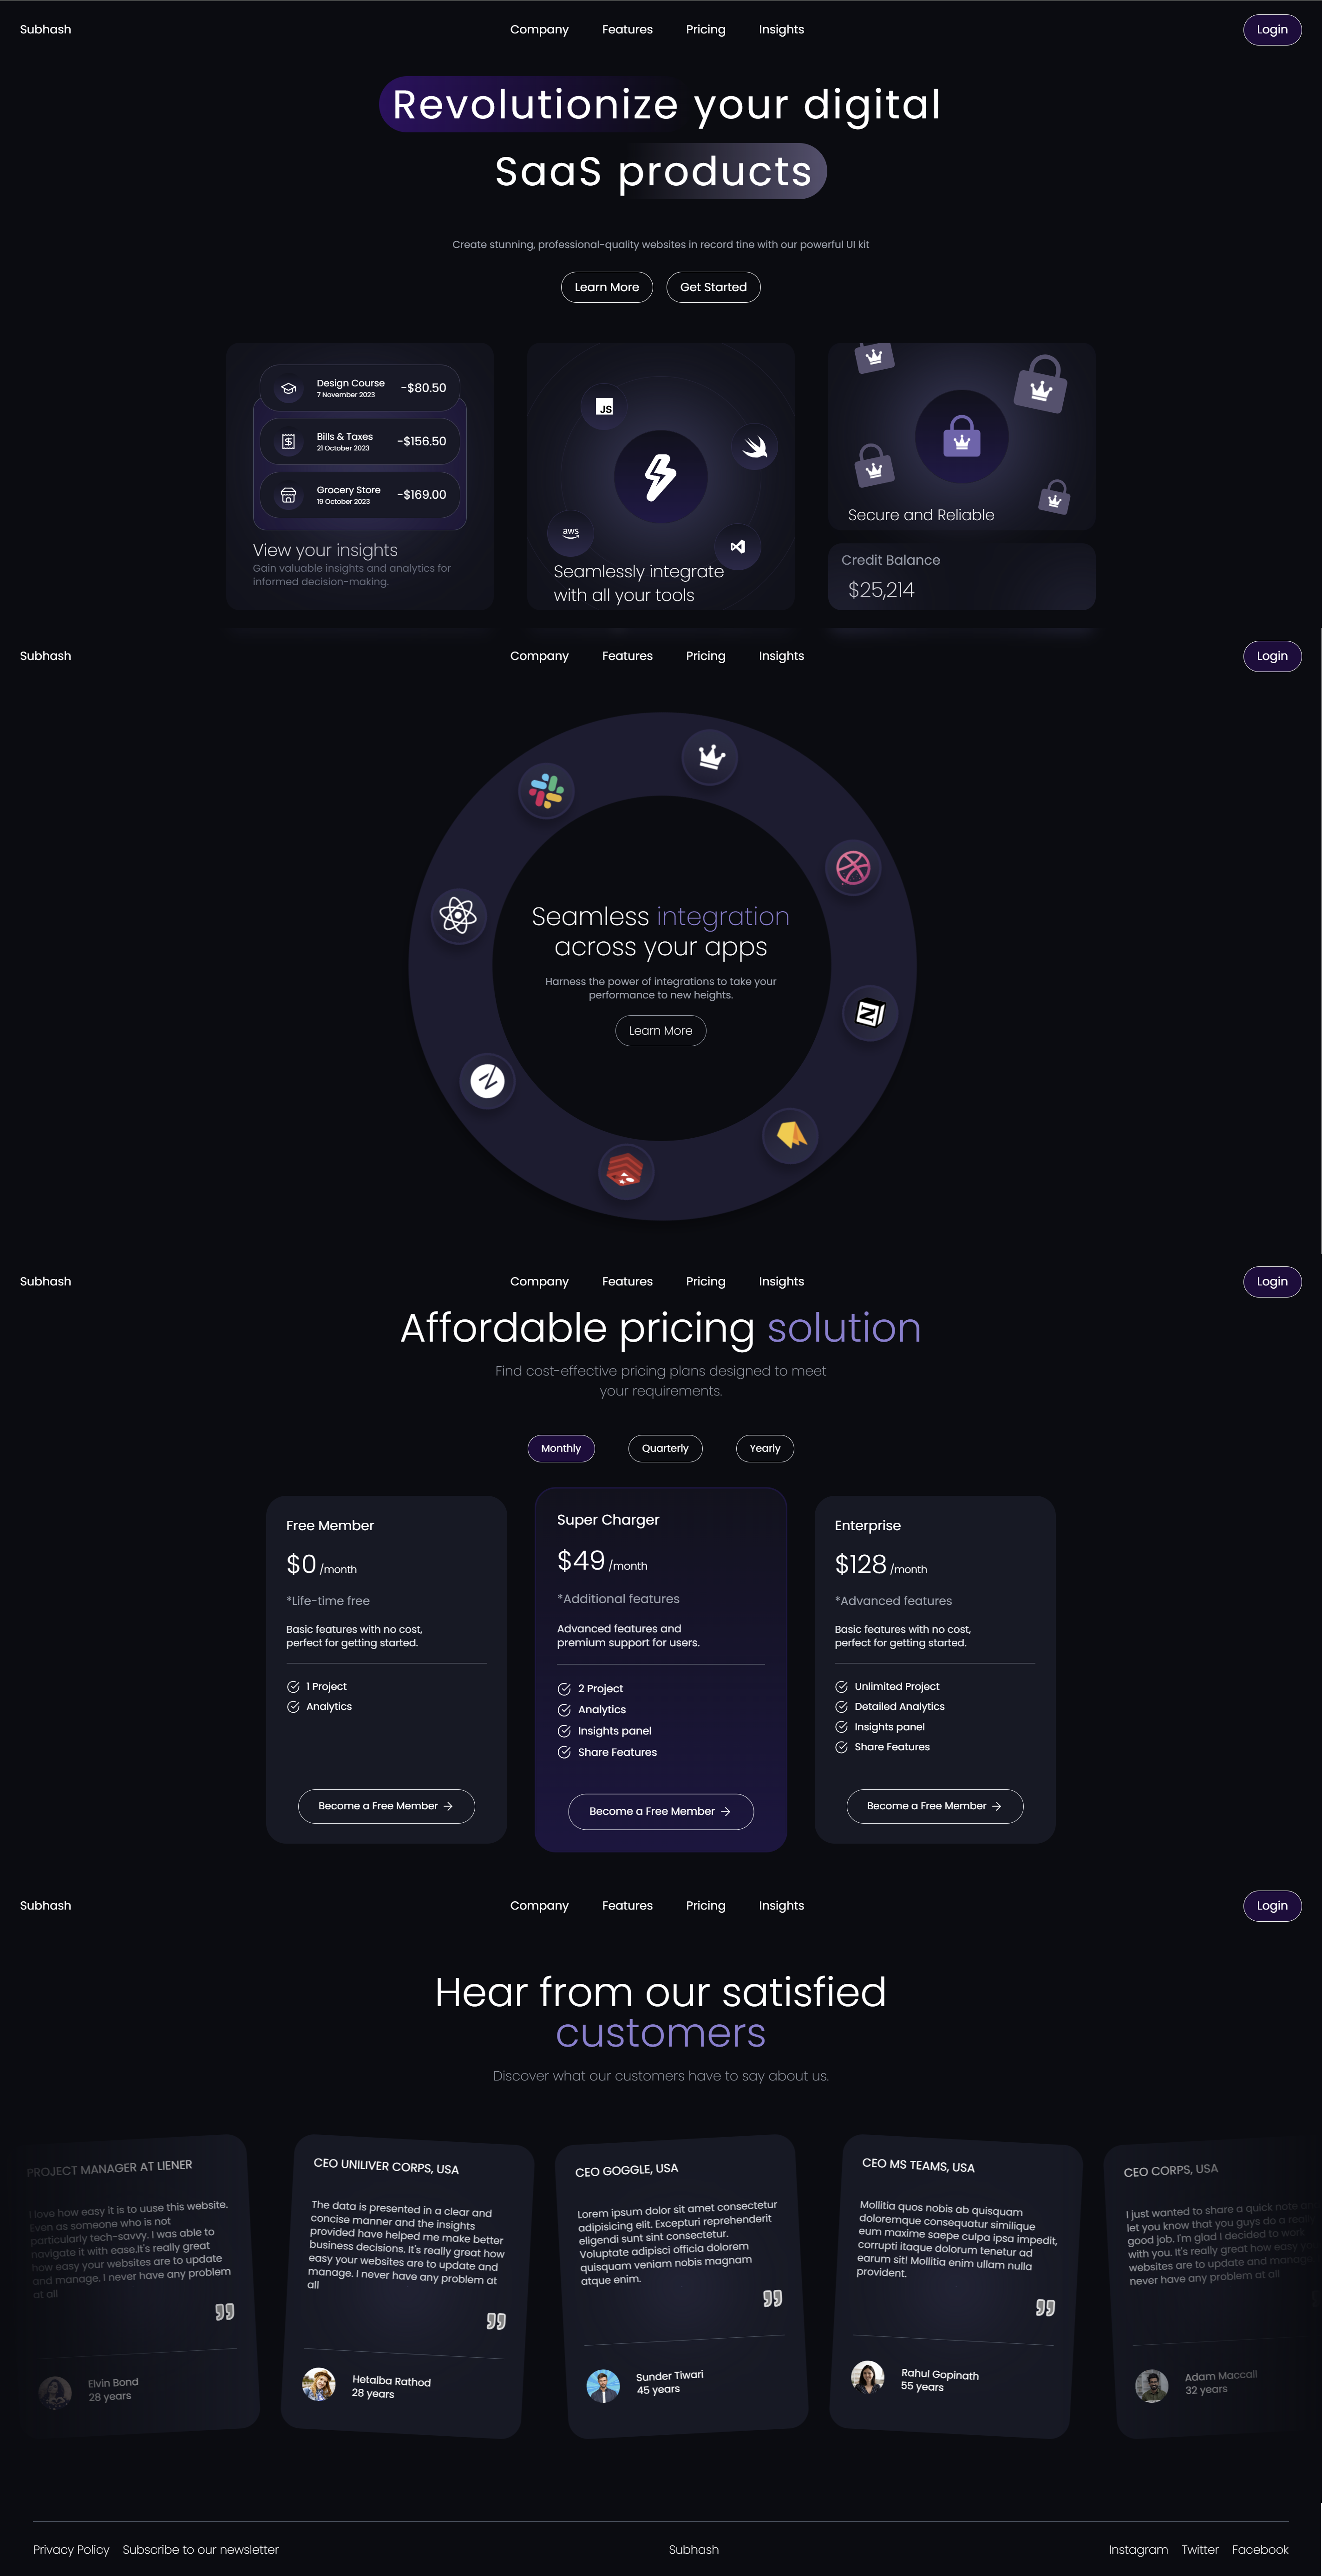 Subhash
Company Features Pricing Insights
Login
Revolutionize your digital
SaaS products
Create stunning, professional-quality websites in record tine with our powerful UI kit
Learn More
Get Started
Design Course
7 November 2023
-$80.50
Bills & Taxes
21 October 2023
-$156.50
Grocery Store
19 October 2023
-$169.00
View your insights
Gain valuable insights and analytics for
informed decision-making.
JS
aws
Seamlessly integrate
with all your tools
Secure and Reliable
Credit Balance
$25,214
Subhash
Company Features Pricing Insights
Login
Seamless integration
across your apps
Harness the power of integrations to take your
performance to new heights.
Learn More
Subhash
Company Features Pricing Insights
Login
Affordable pricing solution
Find cost-effective pricing plans designed to meet
your requirements.
Monthly
Quarterly
Yearly
Free Member
$0 /month
*Life-time free
Basic features with no cost,
perfect for getting started.
1 Project
Analytics
Become a Free Member →
Super Charger
$49 /month
*Additional features
Advanced features and
premium support for users.
2 Project
Analytics
Insights panel
Share Features
Become a Free Member →
Enterprise
$128 /month
*Advanced features
Basic features with no cost,
perfect for getting started.
Unlimited Project
Detailed Analytics
Insights panel
Share Features
Become a Free Member →
Subhash
Company Features Pricing Insights
Login
Hear from our satisfied
customers
Discover what our customers have to say about us.
PROJECT MANAGER AT LIENER
I love how easy it is to uuse this website.
Even as someone who is not
particularly tech-savvy. I was able to
navigate it with ease.It's really great
how easy your websites are to update
and manage. I never have any problem
at all
Elvin Bond
28 years
CEO UNILIVER CORPS, USA
The data is presented in a clear and
concise manner and the insights
provided have helped me make better
business decisions. It's really great how
easy your websites are to update and
manage. I never have any problem at
all
Hetalba Rathod
28 years
CEO GOGGLE, USA
Lorem ipsum dolor sit amet consectetur
adipisicing elit. Excepturi reprehenderit
eligendi sunt sint consectetur.
Voluptate adipisci officia dolorem
quisquam veniam nobis magnam
atque enim.
Sunder Tiwari
45 years
CEO MS TEAMS, USA
Mollitia quos nobis ab quisquam
doloremque consequatur similique
eum maxime saepe culpa ipsa impedit,
corrupti itaque dolorum tenetur ad
earum sit! Mollitia enim ullam nulla
provident.
Rahul Gopinath
55 years
CEO CORPS, USA
I just wanted to share a quick note and
let you know that you guys do a really
good job. I'm glad I decided to work
with you. It's really great how easy your
websites are to update and manage. I
never have any problem at all
Adam Maccall
32 years
Privacy Policy Subscribe to our newsletter
Subhash
Instagram Twitter Facebook